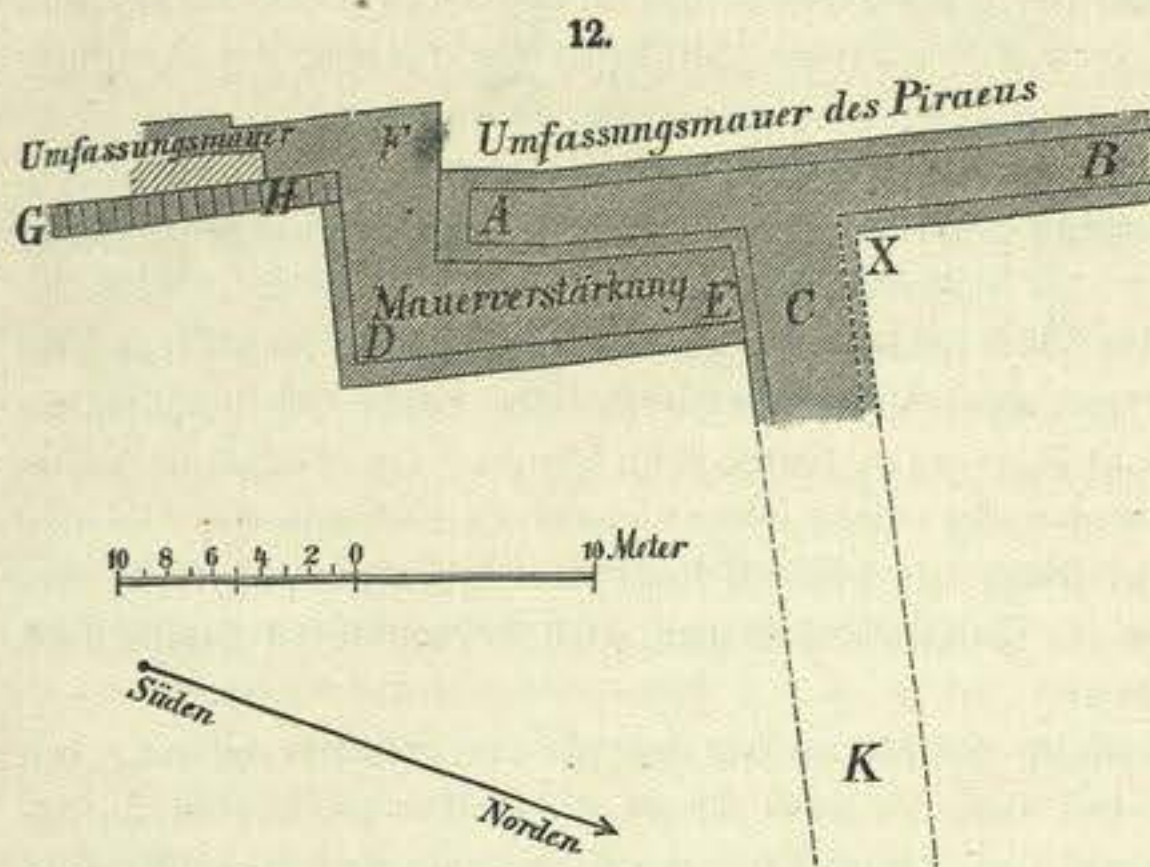 12.
Umfassungsmauer des Piraeus
Umfassungsmauer
F
B
H
G
A
X
Mauerverstärkung
E
C
D
10 8 6 4 2 0 10 Meter
Süden
Norden
K